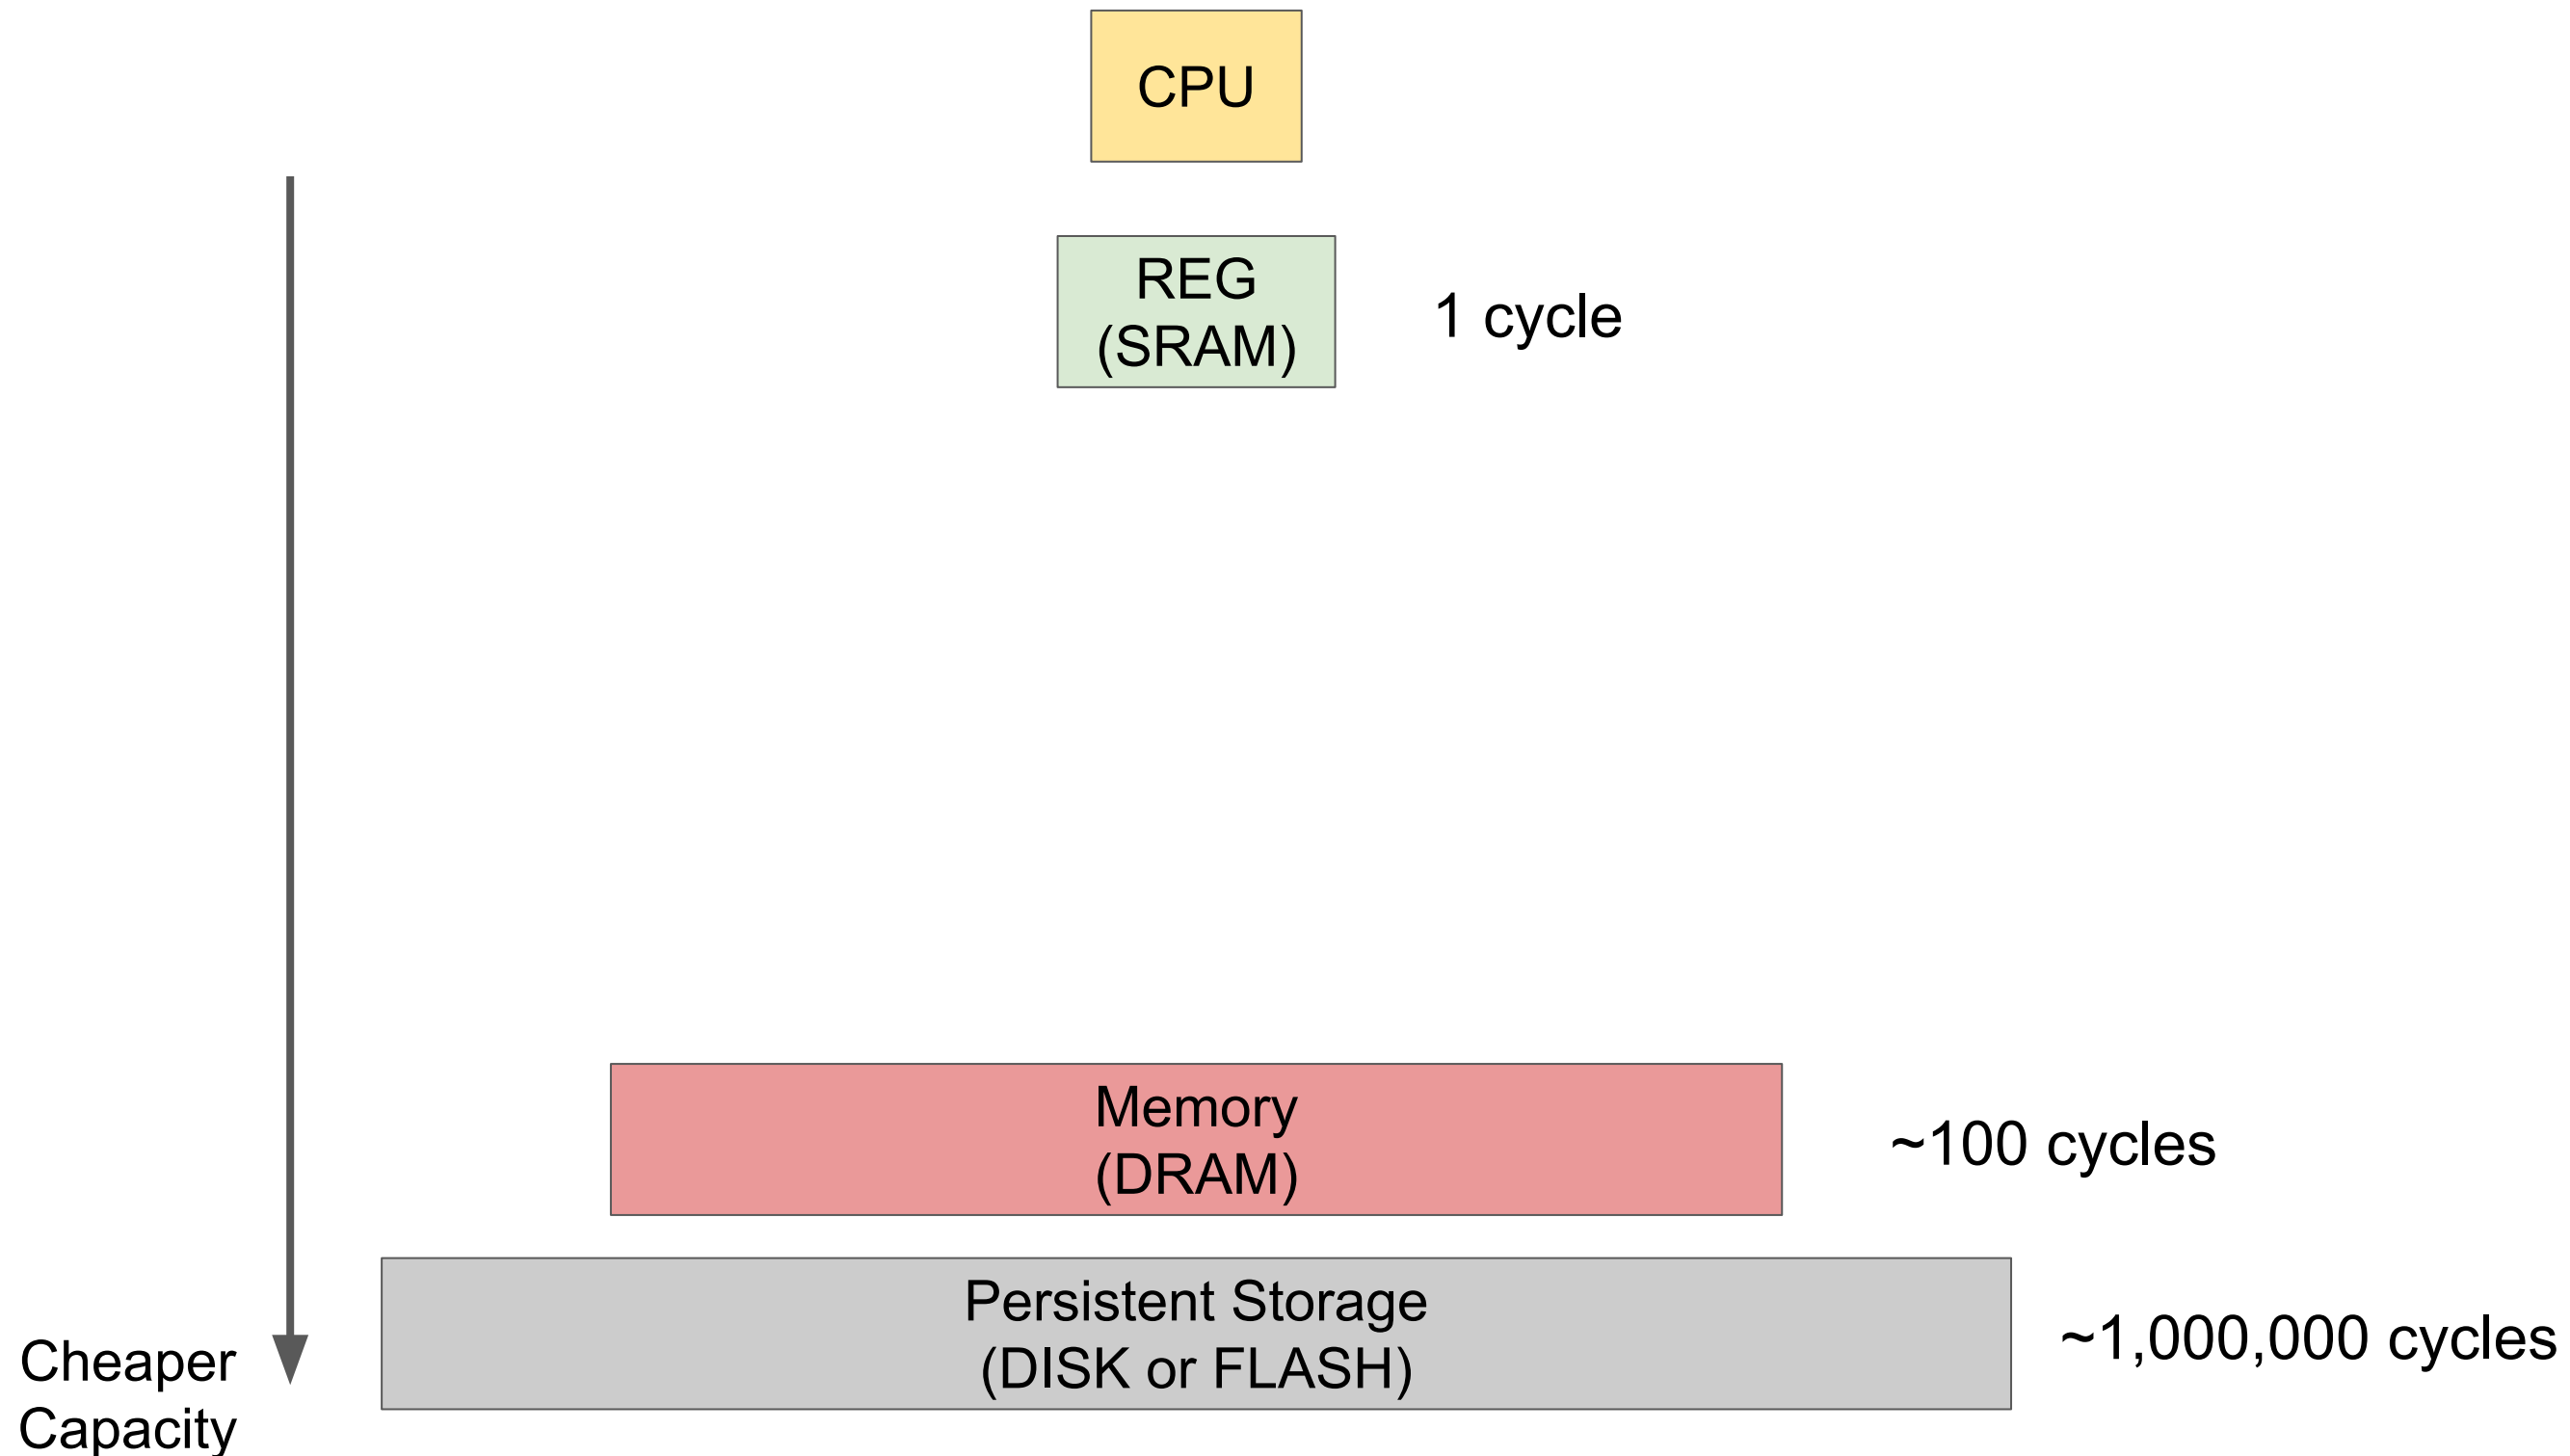 CPU
REG
(SRAM)
1 cycle
Memory
(DRAM)
~100 cycles
Persistent Storage
(DISK or FLASH)
~1,000,000 cycles
Cheaper
Capacity